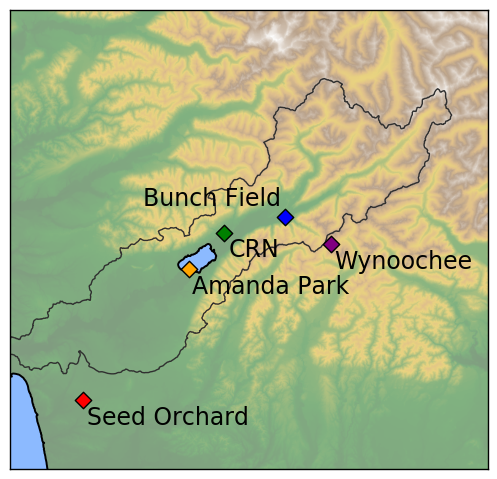 Bunch Field
CRN
Wynoochee
Amanda Park
Seed Orchard